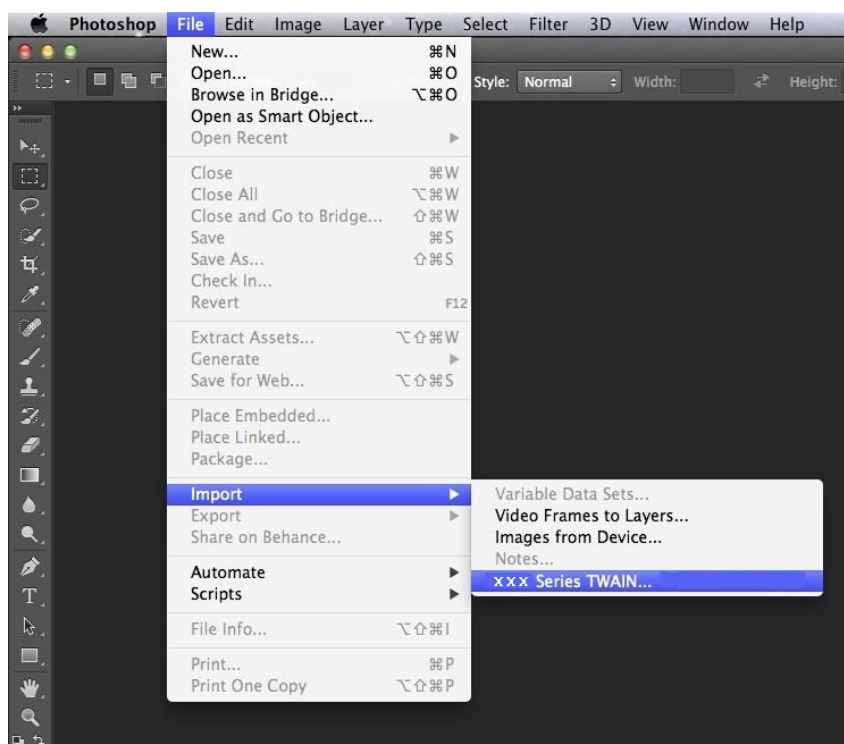 Photoshop File Edit Image Layer Type Select Filter 3D View Window Help
Style: Normal Width: Height:
New... ⌘N
Open... ⌘O
Browse in Bridge... ⌥⌘O
Open as Smart Object...
Open Recent
Close ⌘W
Close All ⌥⌘W
Close and Go to Bridge... ⇧⌘W
Save ⌘S
Save As... ⇧⌘S
Check In...
Revert F12
Extract Assets... ⌥⇧⌘W
Generate
Save for Web... ⌥⇧⌘S
Place Embedded...
Place Linked...
Package...
Import
Export
Share on Behance...
Automate
Scripts
File Info... ⌥⇧⌘I
Print... ⌘P
Print One Copy ⌥⇧⌘P
Variable Data Sets...
Video Frames to Layers...
Images from Device...
Notes...
xxx Series TWAIN...